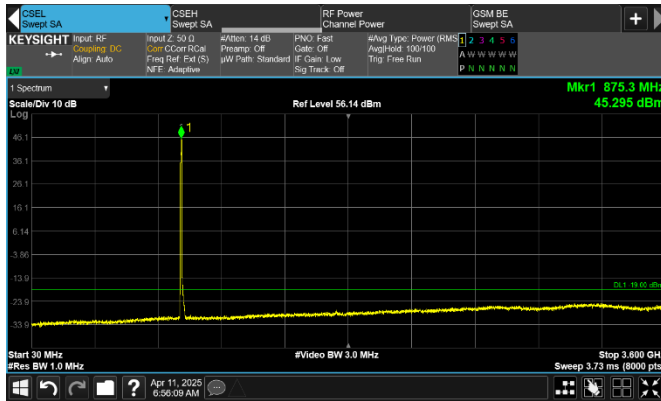 CSEL
Swept SA
CSEH
Swept SA
RF Power
Channel Power
GSM BE
Swept SA
+
KEYSIGHT
Input: RF
Coupling: DC
Align: Auto
Input Z: 50 Ω
Corr CCorr RCal
Freq Ref: Ext (S)
NFE: Adaptive
#Atten: 14 dB
Preamp: Off
µW Path: Standard
PNO: Fast
Gate: Off
IF Gain: Low
Sig Track: Off
#Avg Type: Power (RMS
Avg|Hold: 100/100
Trig: Free Run
1 2 3 4 5 6
A W W W W W
P N N N N N
1 Spectrum
Scale/Div 10 dB
Ref Level 56.14 dBm
Mkr1 875.3 MHz
45.295 dBm
Log
1
46.1
36.1
26.1
16.1
6.14
-3.86
-13.9
-23.9
-33.9
DL1 -19.00 dBm
Start 30 MHz
#Res BW 1.0 MHz
#Video BW 3.0 MHz
Stop 3.600 GH
Sweep 3.73 ms (8000 pts
?
Apr 11, 2025
6:56:09 AM